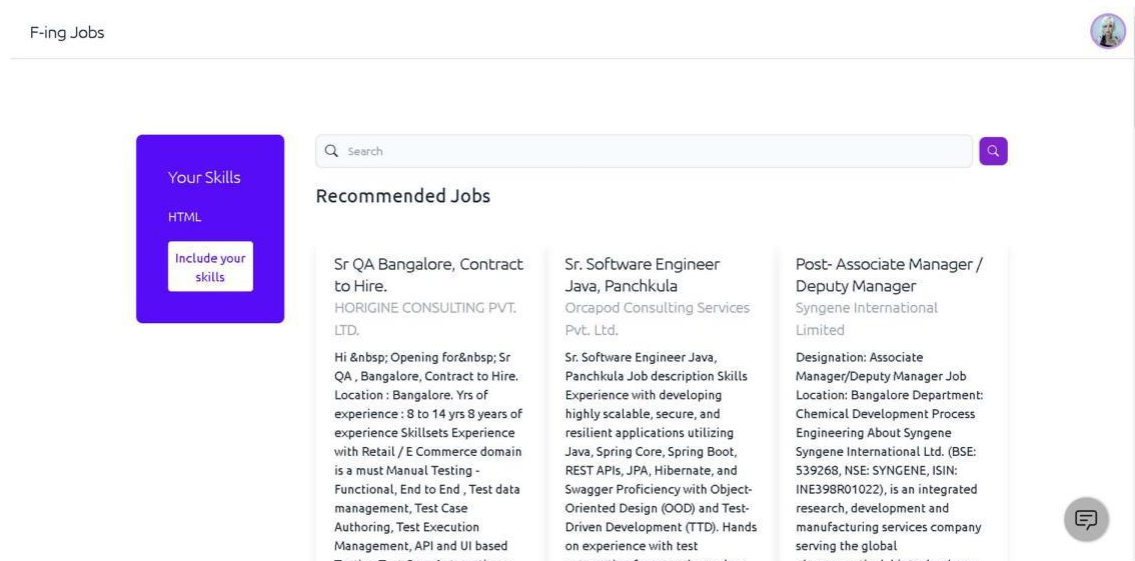 F-ing Jobs
Your Skills
HTML
Include your
skills
Search
Recommended Jobs
Sr QA Bangalore, Contract
to Hire.
HORIGINE CONSULTING PVT.
LTD.
Hi &nbsp; Opening for&nbsp; Sr
QA , Bangalore, Contract to Hire.
Location : Bangalore. Yrs of
experience : 8 to 14 yrs 8 years of
experience Skillsets Experience
with Retail / E Commerce domain
is a must Manual Testing -
Functional, End to End , Test data
management, Test Case
Authoring, Test Execution
Management, API and UI based
Sr. Software Engineer
Java, Panchkula
Orcapod Consulting Services
Pvt. Ltd.
Sr. Software Engineer Java,
Panchkula Job description Skills
Experience with developing
highly scalable, secure, and
resilient applications utilizing
Java, Spring Core, Spring Boot,
REST APIs, JPA, Hibernate, and
Swagger Proficiency with Object-
Oriented Design (OOD) and Test-
Driven Development (TTD). Hands
on experience with test
Post- Associate Manager /
Deputy Manager
Syngene International
Limited
Designation: Associate
Manager/Deputy Manager Job
Location: Bangalore Department:
Chemical Development Process
Engineering About Syngene
Syngene International Ltd. (BSE:
539268, NSE: SYNGENE, ISIN:
INE398R01022), is an integrated
research, development and
manufacturing services company
serving the global